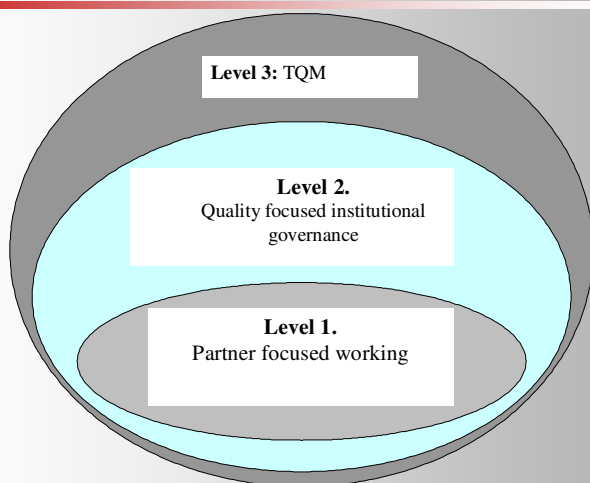 Level 3: TQM
Level 2.
Quality focused institutional
governance
Level 1.
Partner focused working